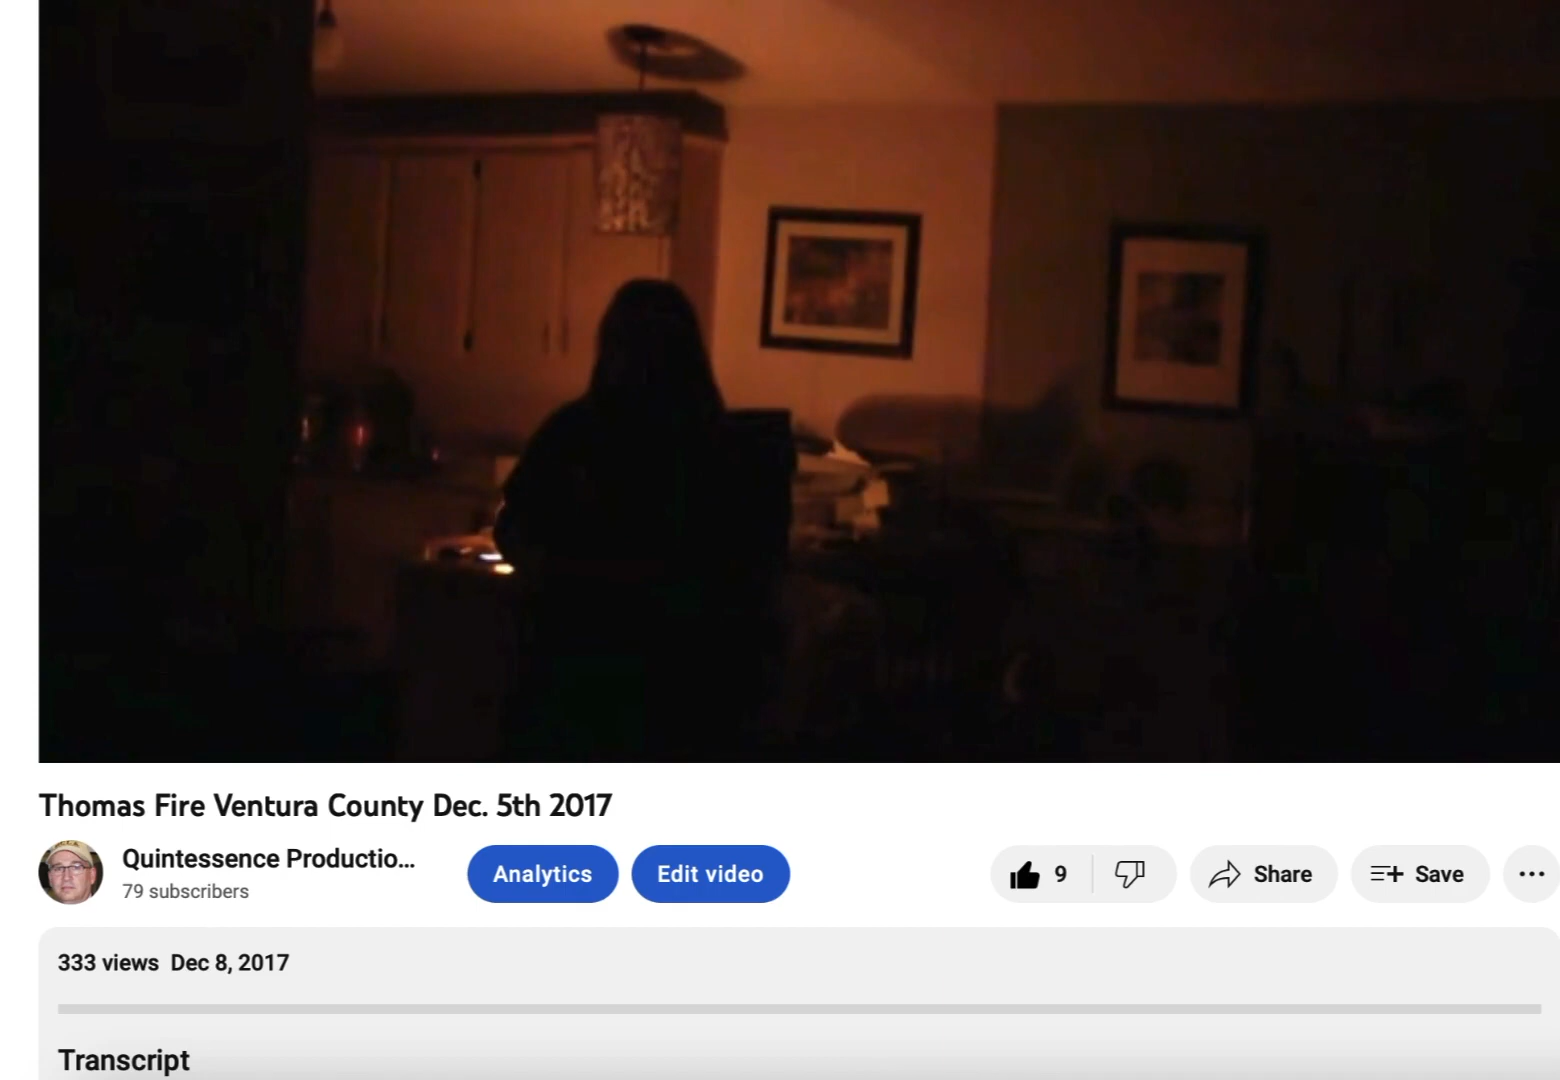 Thomas Fire Ventura County Dec. 5th 2017
Quintessence Productio...
79 subscribers
Analytics
Edit video
9
Share
Save
333 views Dec 8, 2017
Transcript